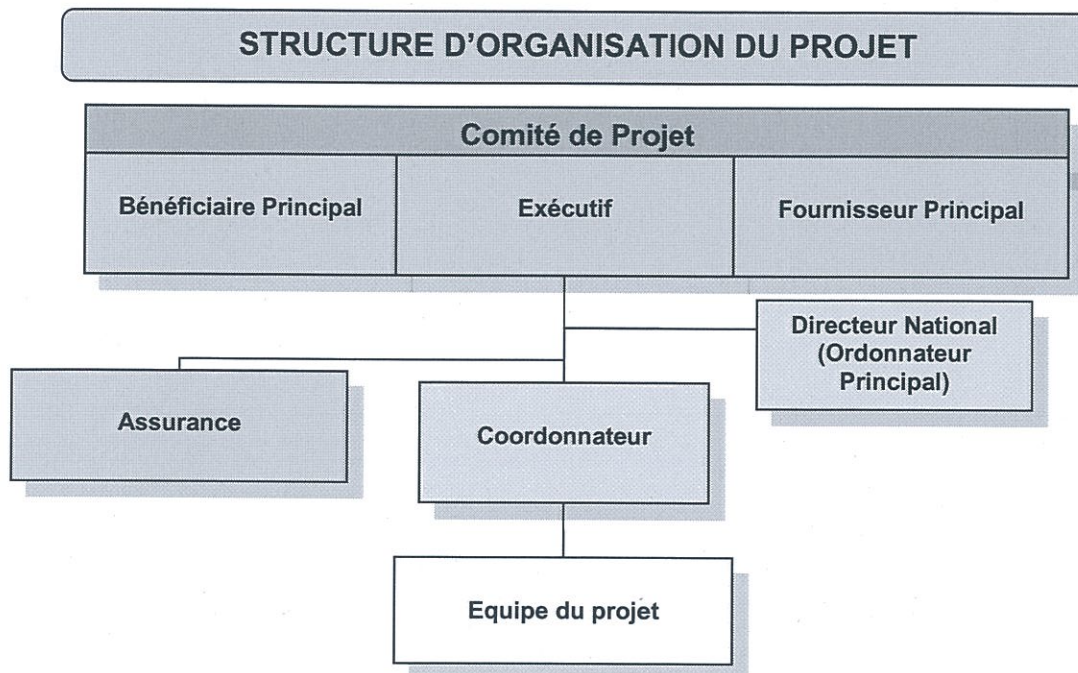 STRUCTURE D’ORGANISATION DU PROJET
Comité de Projet
Bénéficiaire Principal
Exécutif
Fournisseur Principal
Directeur National
(Ordonnateur
Principal)
Assurance
Coordonnateur
Equipe du projet